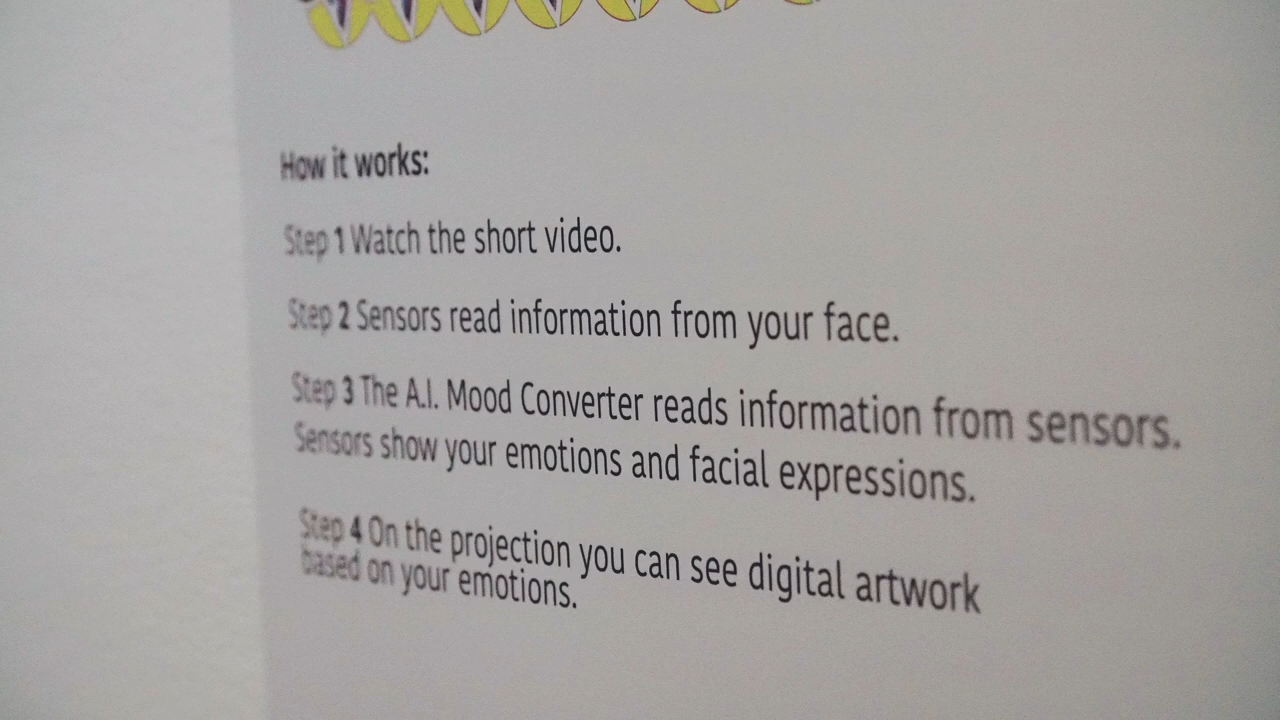 How it works:
Step 1 Watch the short video.
Step 2 Sensors read information from your face.
Step 3 The A.I. Mood Converter reads information from sensors.
Sensors show your emotions and facial expressions.
Step 4 On the projection you can see digital artwork
based on your emotions.